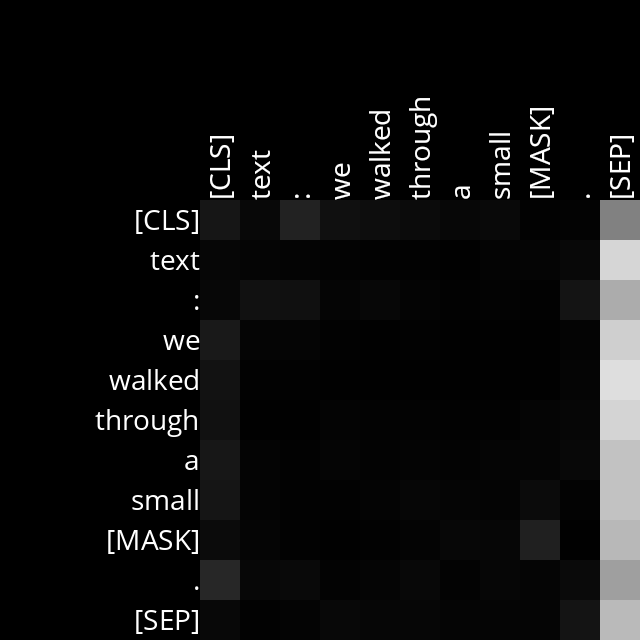 [CLS] text : we walked through a small [MASK] . [SEP]
[CLS]
text
:
we
walked
through
a
small
[MASK]
.
[SEP]